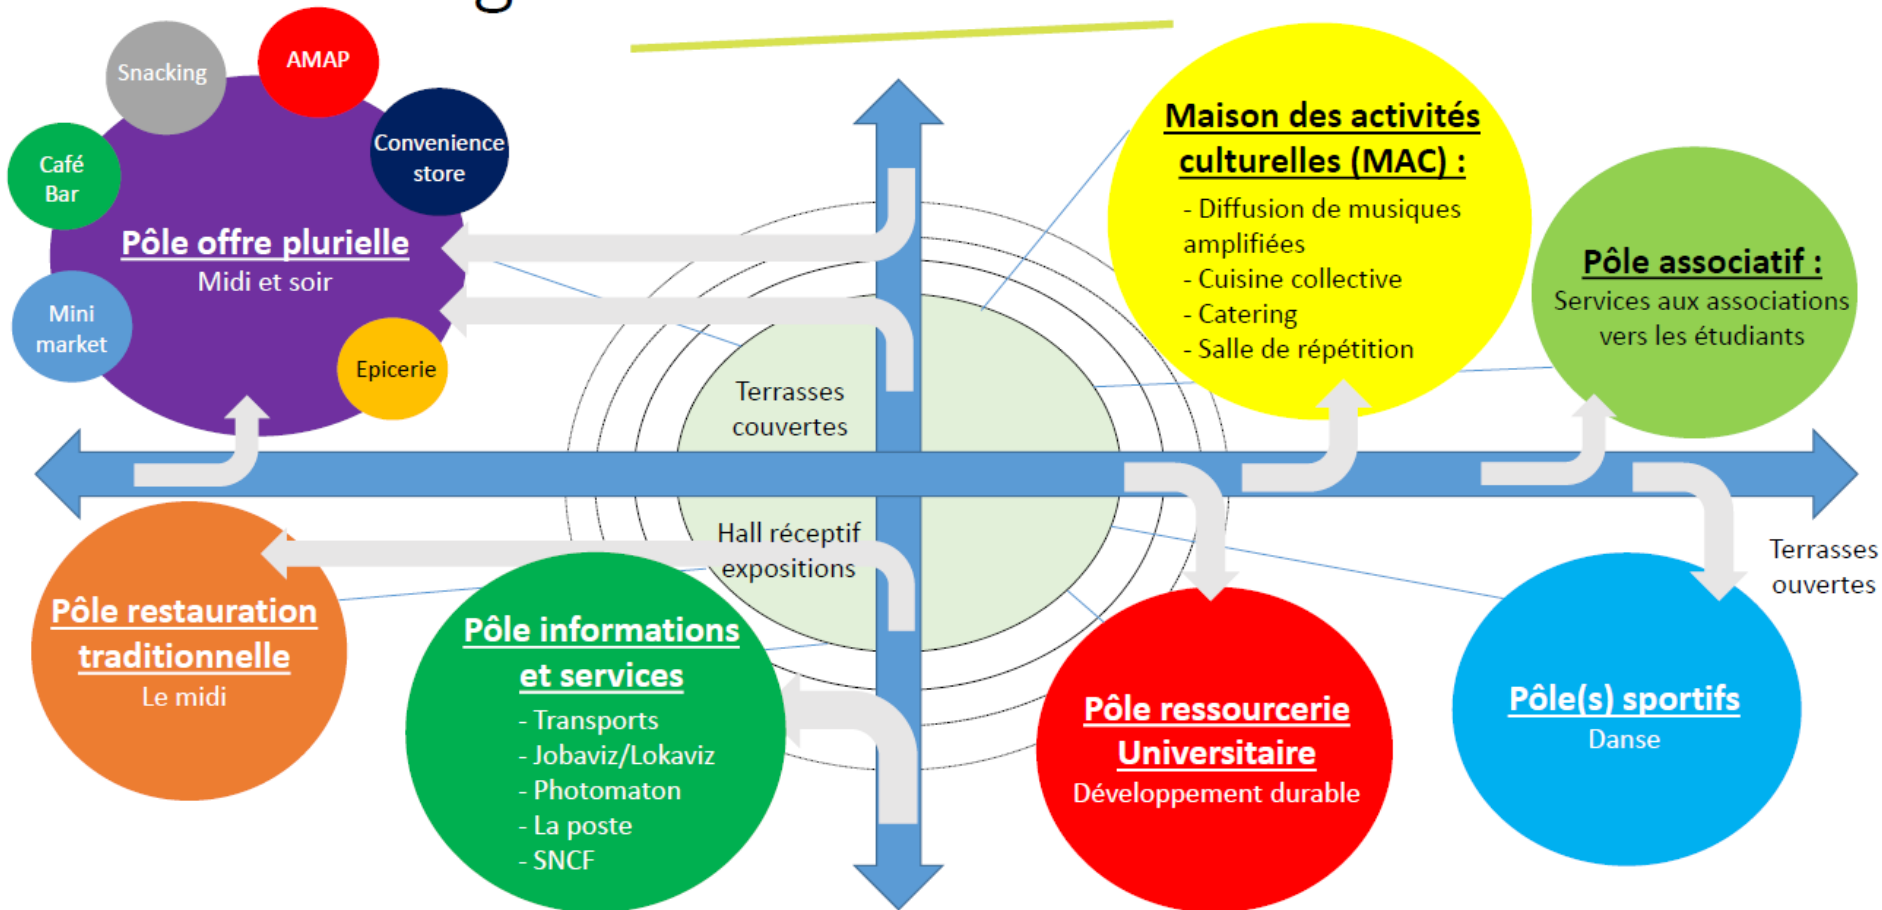 Snacking
AMAP
Convenience
store
Café
Bar
Pôle offre plurielle
Midi et soir
Mini
market
Epicerie
Maison des activités
culturelles (MAC) :
- Diffusion de musiques
amplifiées
- Cuisine collective
- Catering
- Salle de répétition
Pôle associatif :
Services aux associations
vers les étudiants
Terrasses
couvertes
Hall réceptif
expositions
Terrasses
ouvertes
Pôle restauration
traditionnelle
Le midi
Pôle informations
et services
- Transports
- Jobaviz/Lokaviz
- Photomaton
- La poste
- SNCF
Pôle ressourcerie
Universitaire
Développement durable
Pôle(s) sportifs
Danse